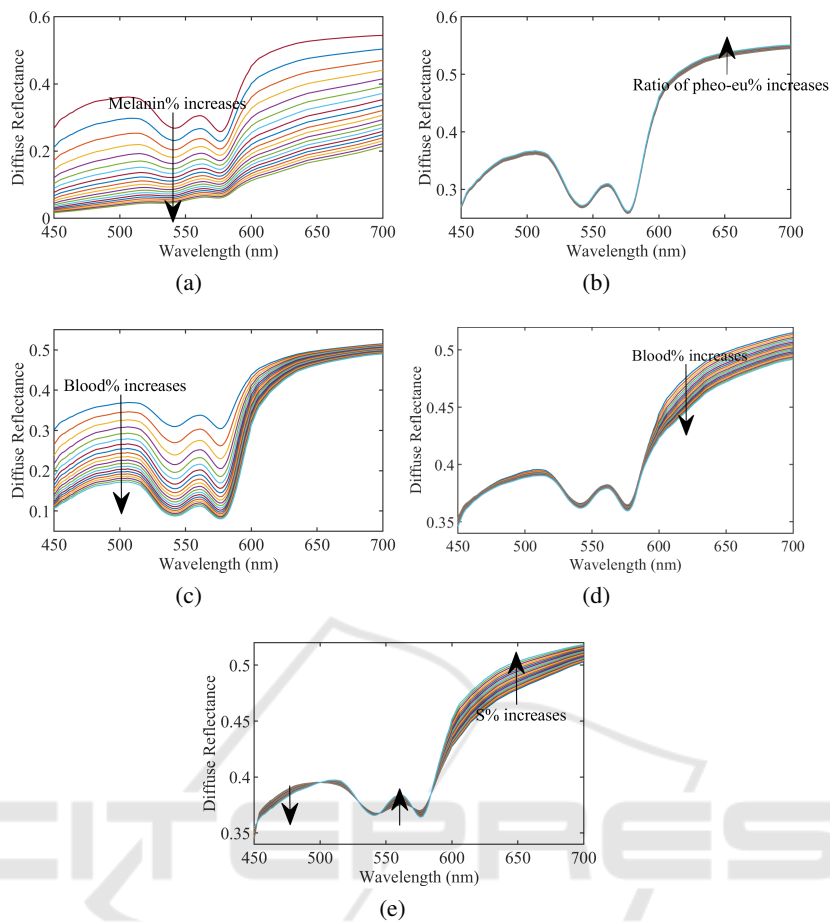 0.6
0.4
0.2
0
Diffuse Reflectance
Melanin% increases
450 500 550 600 650 700
Wavelength (nm)
(a)
0.6
0.5
0.4
0.3
Diffuse Reflectance
Ratio of pheo-eu% increases
450 500 550 600 650 700
Wavelength (nm)
(b)
0.5
0.4
0.3
0.2
0.1
Diffuse Reflectance
Blood% increases
450 500 550 600 650 700
Wavelength (nm)
(c)
0.5
0.45
0.4
0.35
Diffuse Reflectance
Blood% increases
450 500 550 600 650 700
Wavelength (nm)
(d)
0.5
0.45
0.4
0.35
Diffuse Reflectance
S% increases
450 500 550 600 650 700
Wavelength (nm)
(e)
CITEPRES